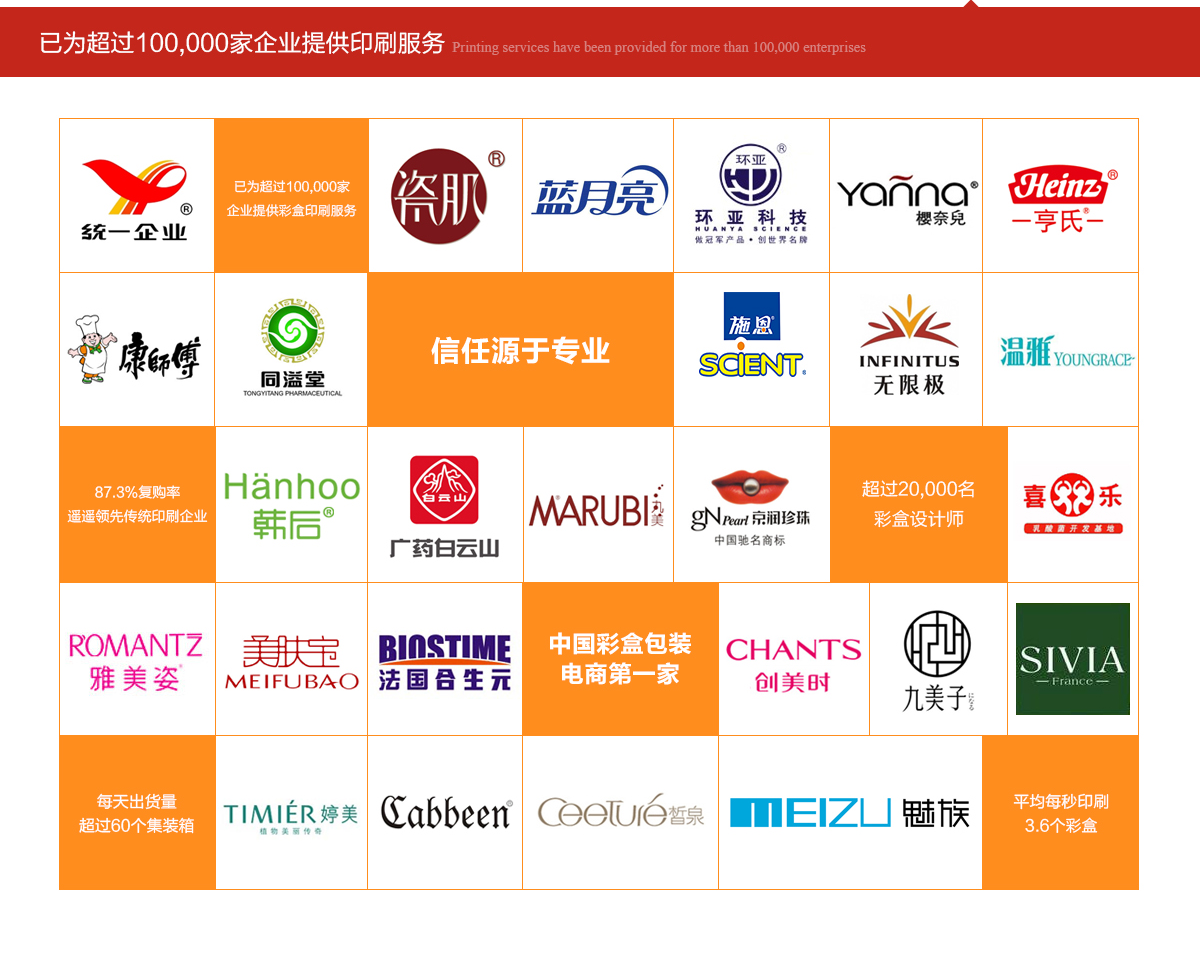 已为超过100,000家企业提供印刷服务 Printing services have been provided for more than 100,000 enterprises
统一企业
®
已为超过100,000家
企业提供彩盒印刷服务
瓷肌
®
蓝月亮
环亚
®
环亚科技
HUANYA SCIENCE
做冠军产品•创世界名牌
Yanña®
樱奈兒
Heinz®
亨氏®
康師傅
同溢堂
TONGYITANG PHARMACEUTICAL
信任源于专业
施恩®
SCIENT®
INFINITUS
无限极
温雅 YOUNGRACE
87.3%复购率
遥遥领先传统印刷企业
Hänhoo
韩后®
白云山
广药白云山
MARUBI 丸美
gN Pearl 京润珍珠
中国驰名商标
超过20,000名
彩盒设计师
喜乐
乳酸菌开发基地
ROMANTZ
雅美姿®
美肤宝
MEIFUBAO
BIOSTIME
法国合生元
中国彩盒包装
电商第一家
CHANTS
创美时
九美子
になる
SIVIA
France
每天出货量
超过60个集装箱
TIMIÉR 婷美
植物美丽传奇
Cabbeen®
Ceeturé 皙泉
MEIZU 魅族
平均每秒印刷
3.6个彩盒